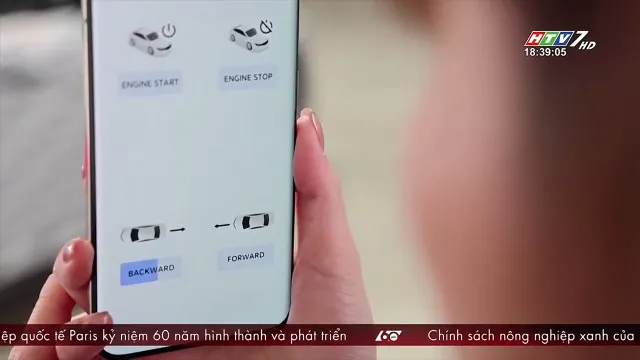 HTV7 HD
18:39:05
ENGINE START
ENGINE STOP
BACKWARD
FORWARD
ệp quốc tế Paris kỷ niệm 60 năm hình thành và phát triển
60
Chính sách nông nghiệp xanh của